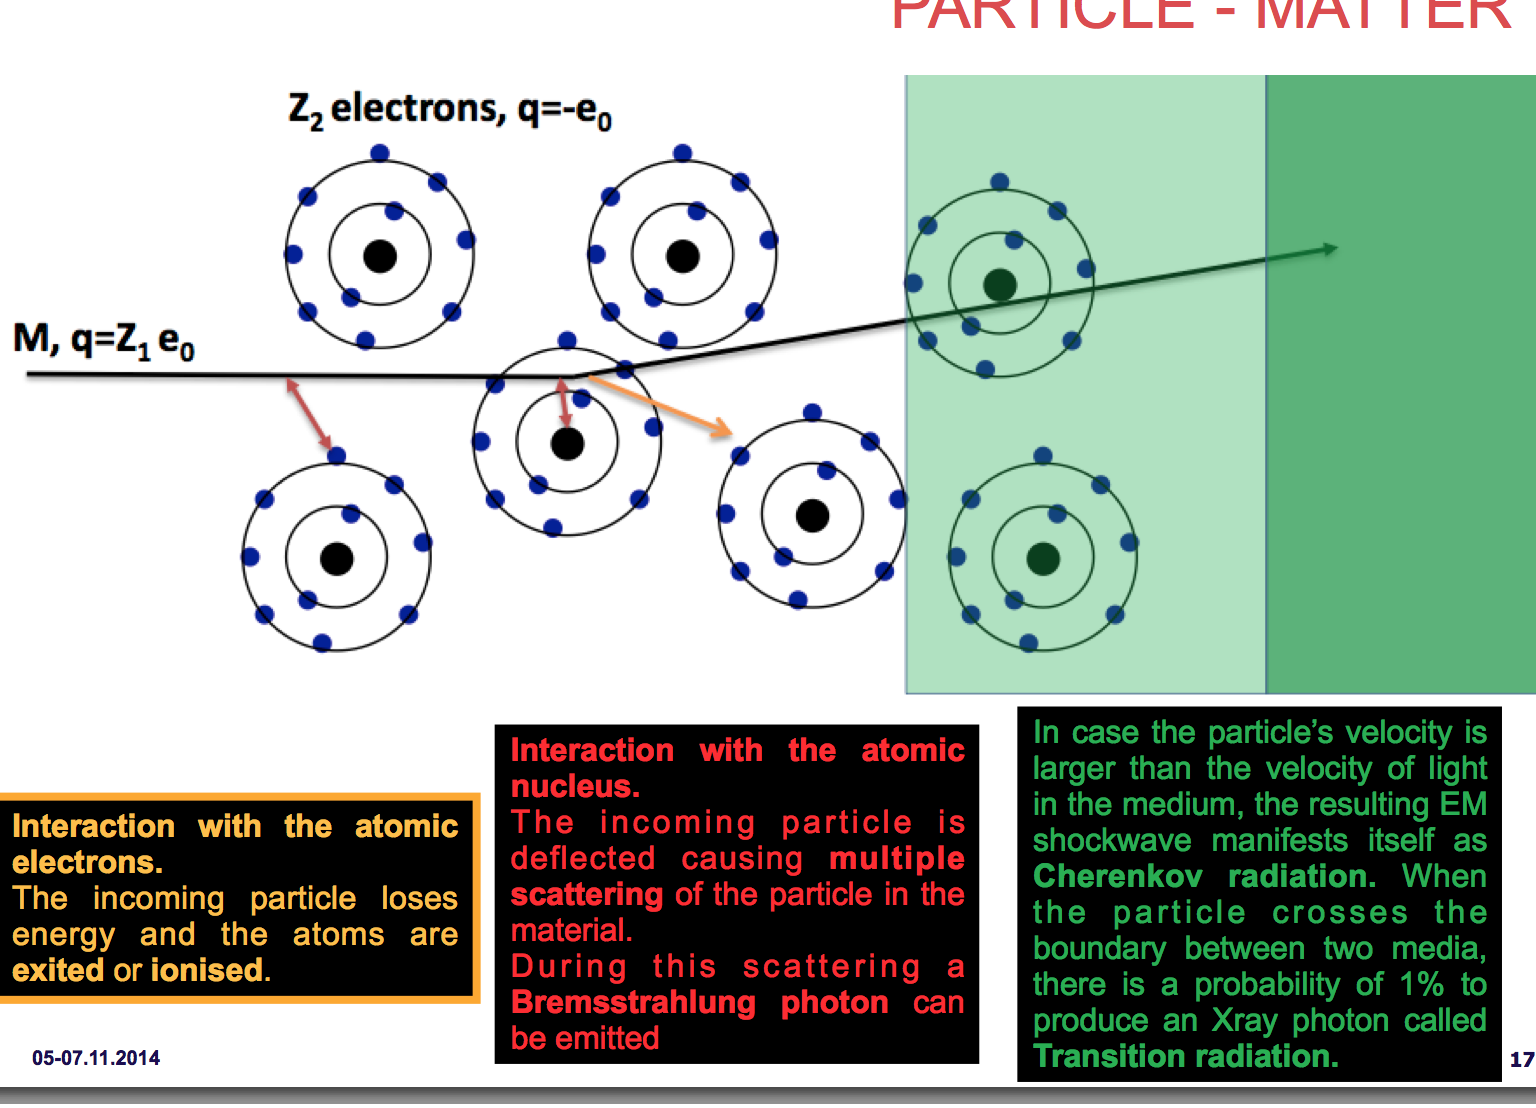 PARTICLE - MATTER
Z₂ electrons, q=-e₀
M, q=Z₁ e₀
Interaction with the atomic
electrons.
The incoming particle loses
energy and the atoms are
exited or ionised.
Interaction with the atomic
nucleus.
The incoming particle is
deflected causing multiple
scattering of the particle in the
material.
During this scattering a
Bremsstrahlung photon can
be emitted
In case the particle’s velocity is
larger than the velocity of light
in the medium, the resulting EM
shockwave manifests itself as
Cherenkov radiation. When
the particle crosses the
boundary between two media,
there is a probability of 1% to
produce an Xray photon called
Transition radiation.
05-07.11.2014
17